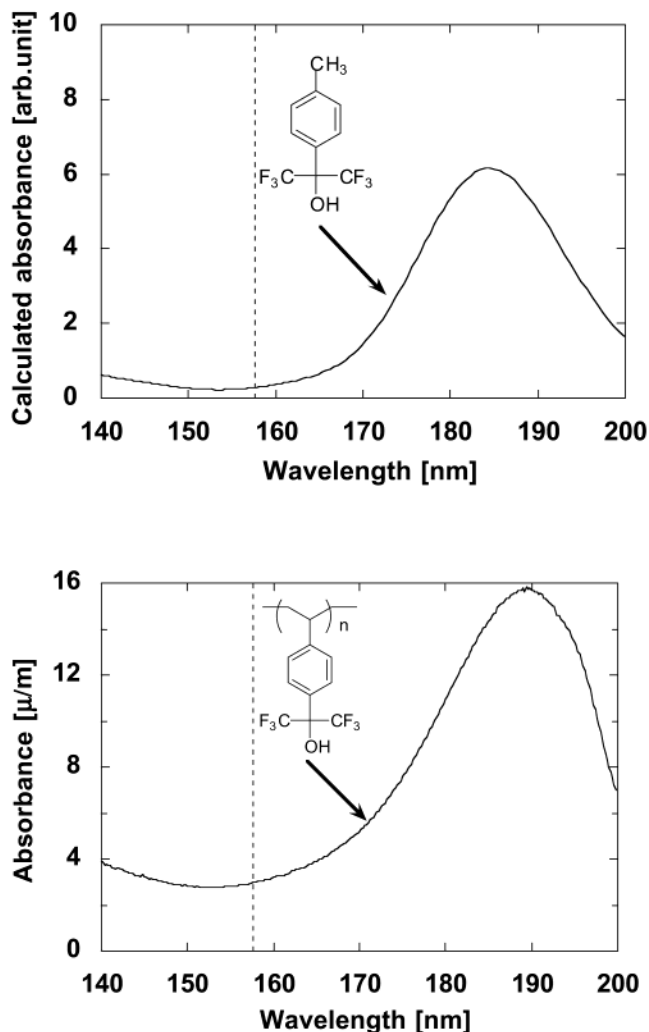 Calculated absorbance [arb.unit]
10
8
6
4
2
0
CH3
F3C
CF3
OH
140 150 160 170 180 190 200
Wavelength [nm]
Absorbance [μ/m]
16
12
8
4
0
n
F3C
CF3
OH
140 150 160 170 180 190 200
Wavelength [nm]